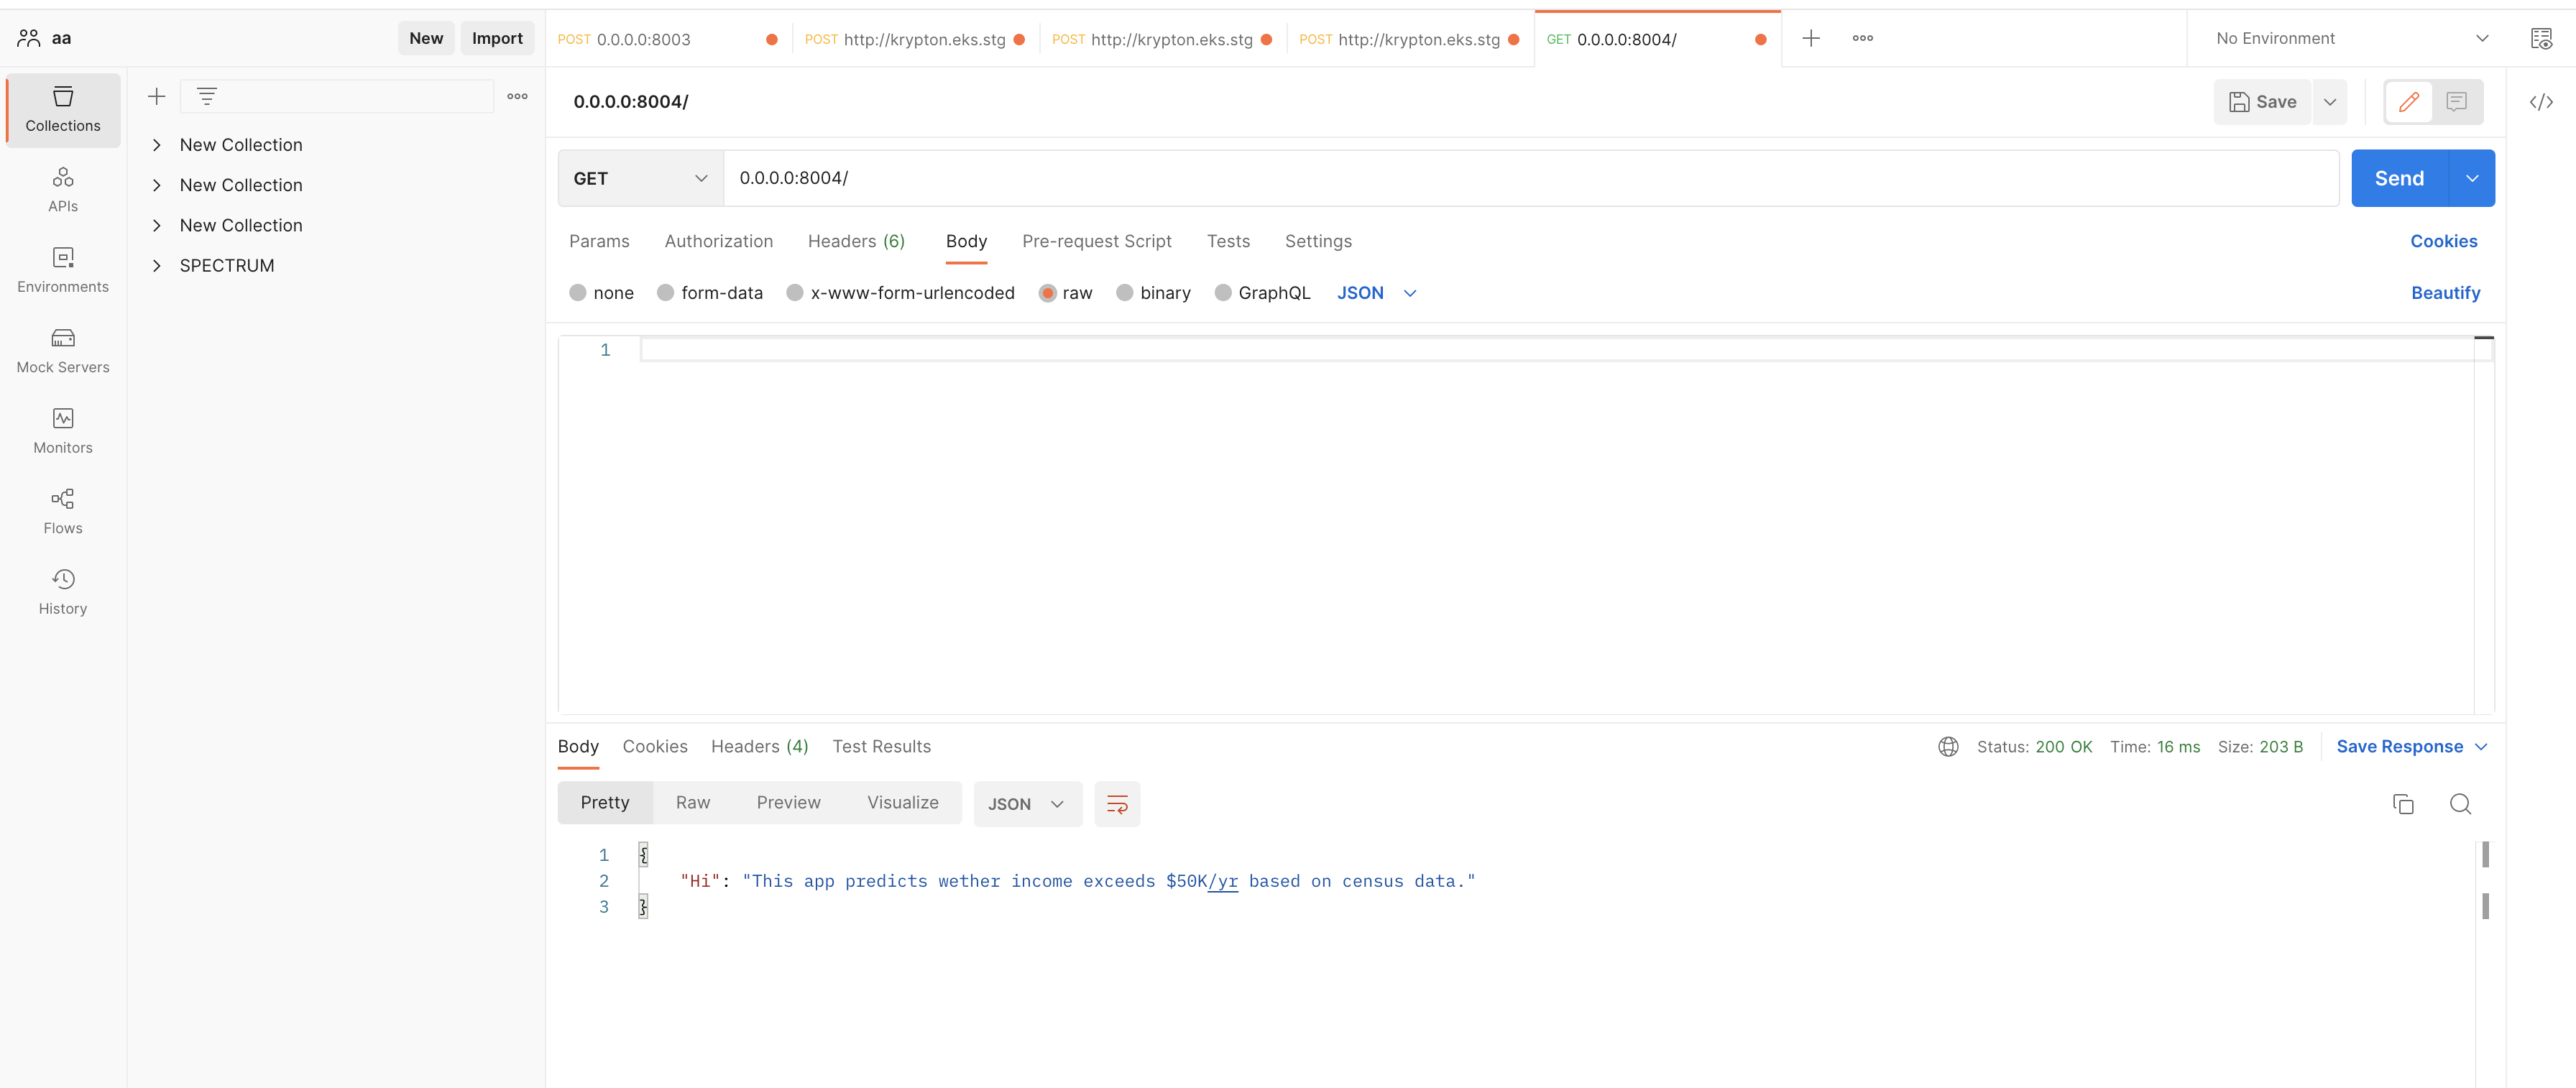 aa
New
Import
POST 0.0.0.0:8003
POST http://krypton.eks.stg
POST http://krypton.eks.stg
POST http://krypton.eks.stg
GET 0.0.0.0:8004/
No Environment
Collections
APIs
Environments
Mock Servers
Monitors
Flows
History
New Collection
New Collection
New Collection
SPECTRUM
0.0.0.0:8004/
Save
GET
0.0.0.0:8004/
Send
Params Authorization Headers (6) Body Pre-request Script Tests Settings
Cookies
none form-data x-www-form-urlencoded raw binary GraphQL JSON
Beautify
1
Body Cookies Headers (4) Test Results
Status: 200 OK Time: 16 ms Size: 203 B
Save Response
Pretty Raw Preview Visualize JSON
1 {
2 "Hi": "This app predicts wether income exceeds $50K/yr based on census data."
3 }